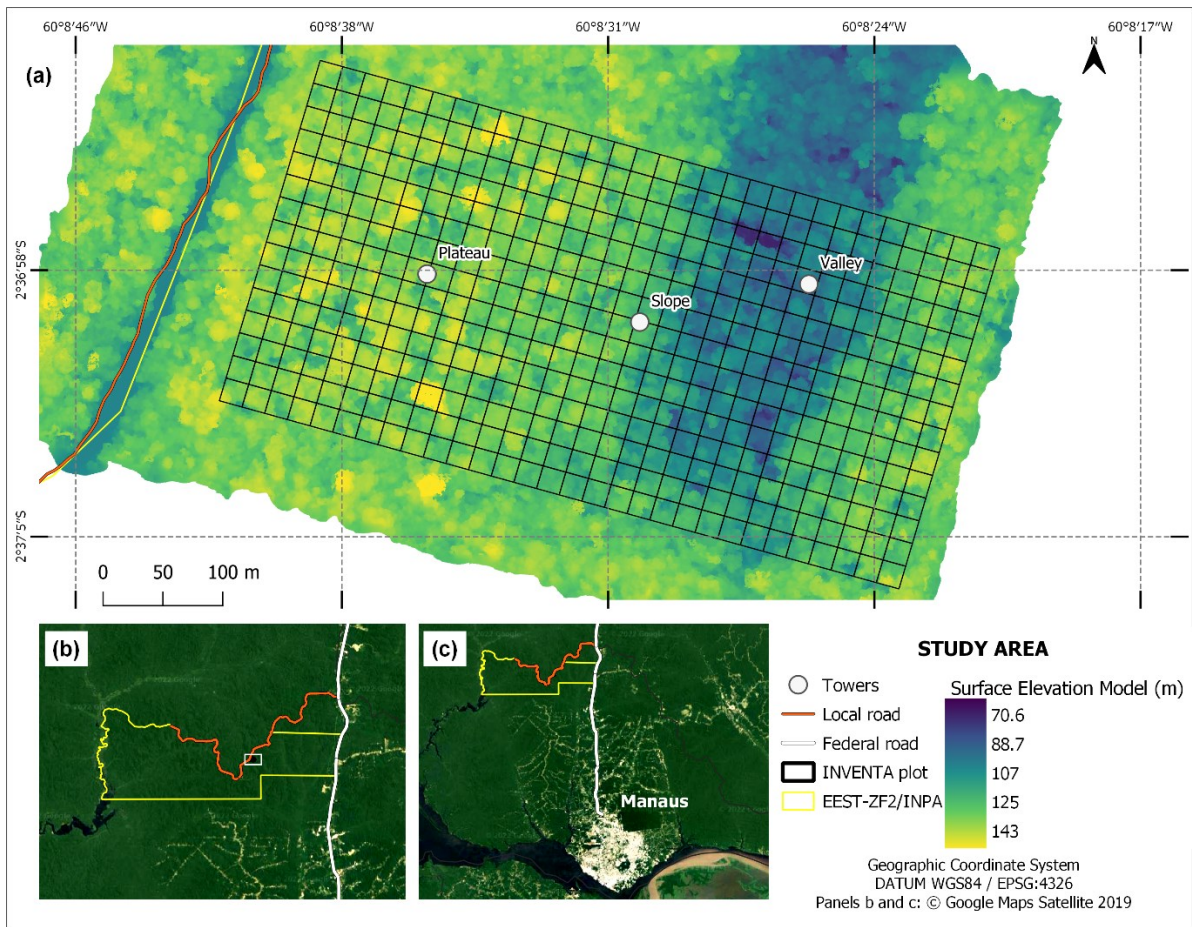 60°8'46"W 60°8'38"W 60°8'31"W 60°8'24"W 60°8'17"W
(a)
N
Plateau
Valley
Slope
2°36'58"S
2°37'5"S
0 50 100 m
(b)
(c)
Manaus
STUDY AREA
Towers
Local road
Federal road
INVENTA plot
EEST-ZF2/INPA
Surface Elevation Model (m)
70.6
88.7
107
125
143
Geographic Coordinate System
DATUM WGS84 / EPSG:4326
Panels b and c: © Google Maps Satellite 2019